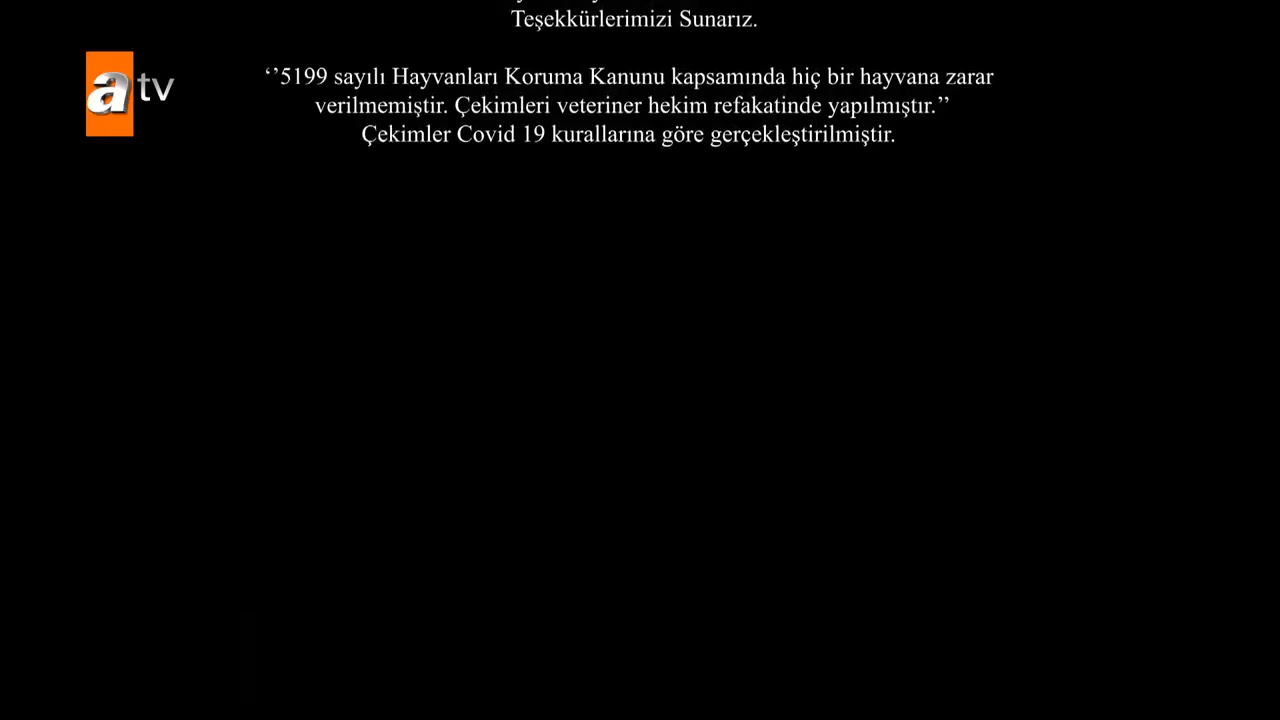 Teşekkürlerimizi Sunarız.
atv
‘’5199 sayılı Hayvanları Koruma Kanunu kapsamında hiç bir hayvana zarar
verilmemiştir. Çekimleri veteriner hekim refakatinde yapılmıştır.’’
Çekimler Covid 19 kurallarına göre gerçekleştirilmiştir.